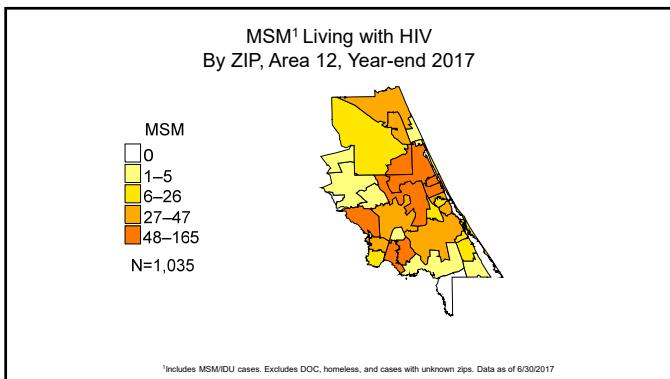 MSM¹ Living with HIV
By ZIP, Area 12, Year-end 2017
MSM
0
1–5
6–26
27–47
48–165
N=1,035
¹Includes MSM/IDU cases. Excludes DOC, homeless, and cases with unknown zips. Data as of 6/30/2017